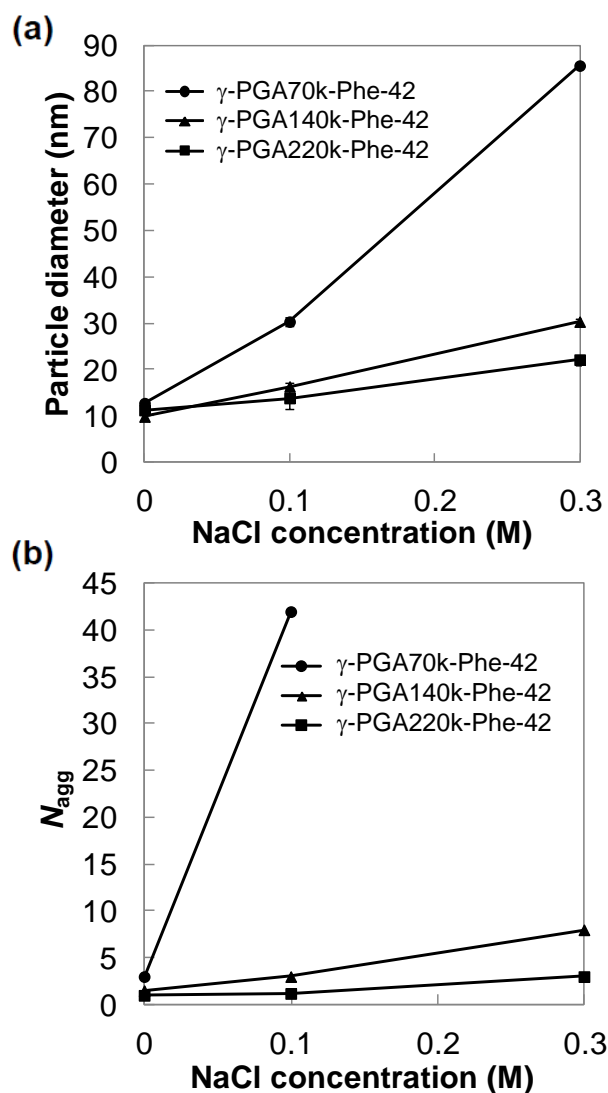 (a)
90
80
70
60
50
40
30
20
10
0
Particle diameter (nm)
γ-PGA70k-Phe-42
γ-PGA140k-Phe-42
γ-PGA220k-Phe-42
0 0.1 0.2 0.3
NaCl concentration (M)
(b)
45
40
35
30
25
20
15
10
5
0
Nagg
γ-PGA70k-Phe-42
γ-PGA140k-Phe-42
γ-PGA220k-Phe-42
0 0.1 0.2 0.3
NaCl concentration (M)